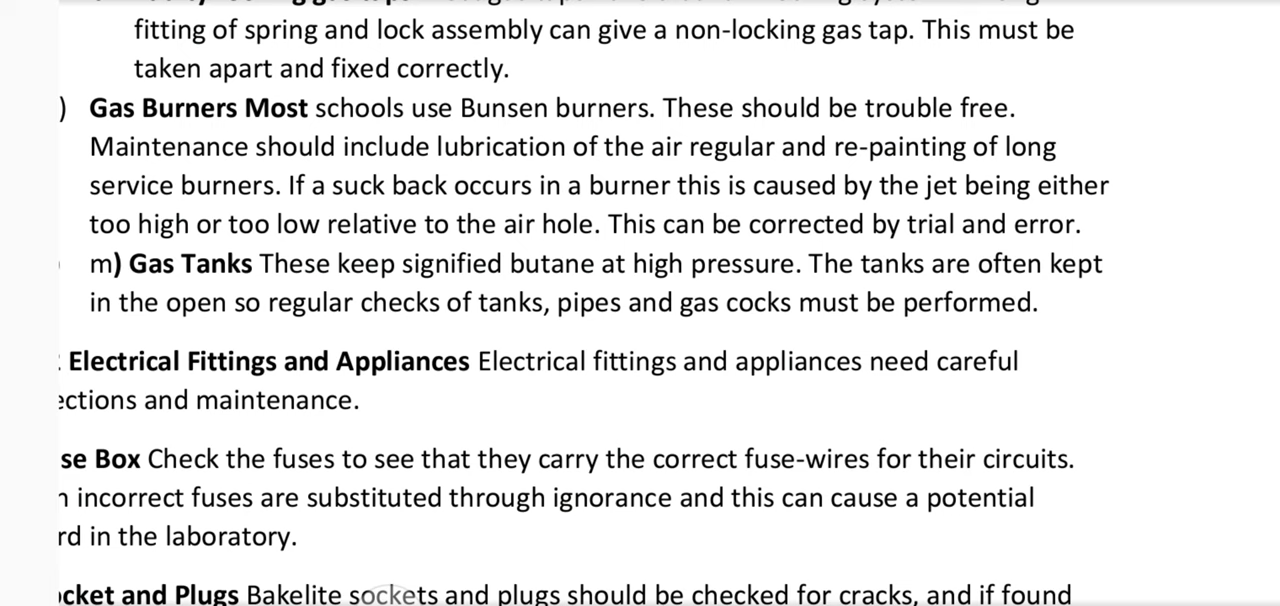 fitting of spring and lock assembly can give a non-locking gas tap. This must be
taken apart and fixed correctly.
) Gas Burners Most schools use Bunsen burners. These should be trouble free.
Maintenance should include lubrication of the air regular and re-painting of long
service burners. If a suck back occurs in a burner this is caused by the jet being either
too high or too low relative to the air hole. This can be corrected by trial and error.
m) Gas Tanks These keep signified butane at high pressure. The tanks are often kept
in the open so regular checks of tanks, pipes and gas cocks must be performed.
Electrical Fittings and Appliances Electrical fittings and appliances need careful
ections and maintenance.
se Box Check the fuses to see that they carry the correct fuse-wires for their circuits.
n incorrect fuses are substituted through ignorance and this can cause a potential
rd in the laboratory.
cket and Plugs Bakelite sockets and plugs should be checked for cracks, and if found